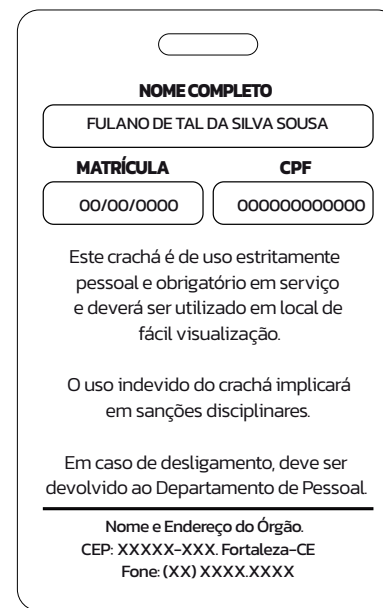 NOME COMPLETO
FULANO DE TAL DA SILVA SOUSA
MATRÍCULA CPF
00/00/0000 000000000000
Este crachá é de uso estritamente
pessoal e obrigatório em serviço
e deverá ser utilizado em local de
fácil visualização.
O uso indevido do crachá implicará
em sanções disciplinares.
Em caso de desligamento, deve ser
devolvido ao Departamento de Pessoal.
Nome e Endereço do Órgão.
CEP: XXXXX-XXX. Fortaleza-CE
Fone: (XX) XXXX.XXXX